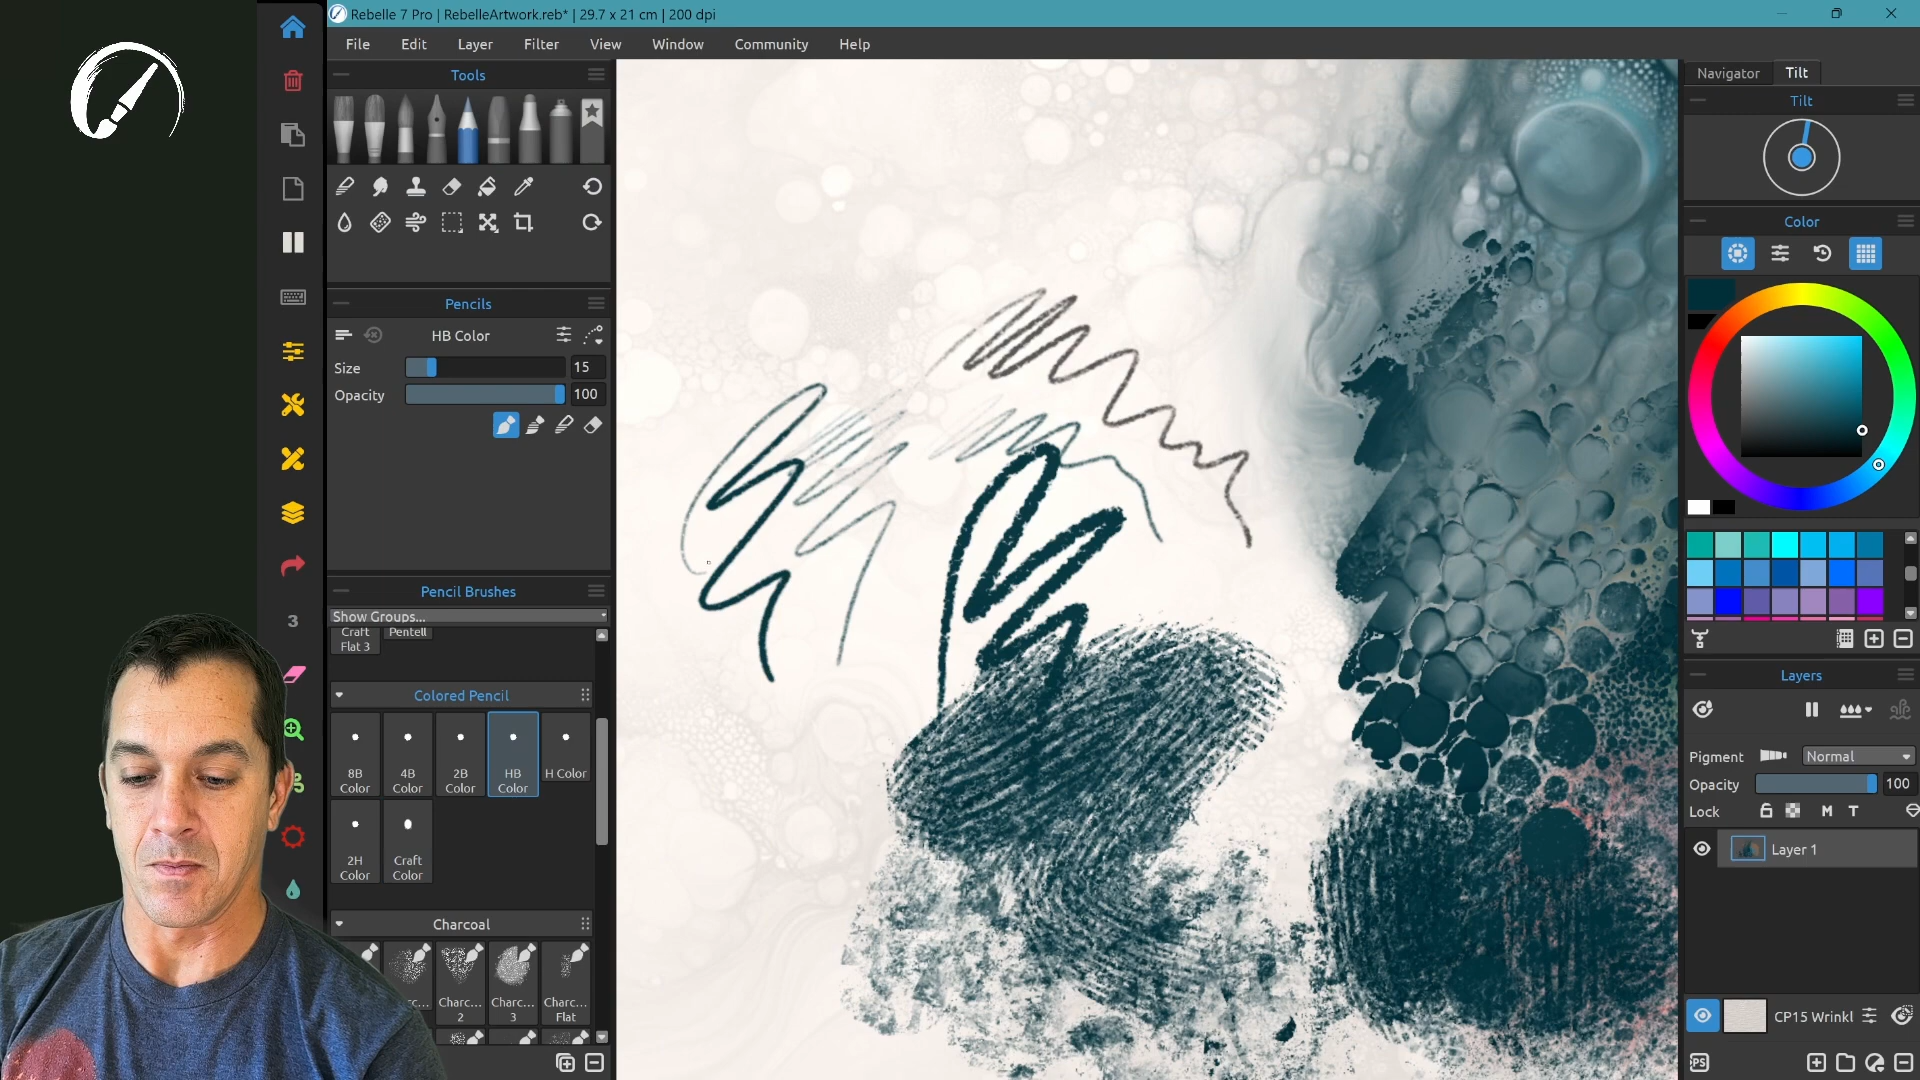 Rebelle 7 Pro | RebelleArtwork.reb* | 29.7 x 21 cm | 200 dpi
File Edit Layer Filter View Window Community Help
Tools
Pencils
HB Color
Size 15
Opacity 100
Pencil Brushes
Show Groups...
Craft Flat 3
Pentell
Colored Pencil
8B Color
4B Color
2B Color
HB Color
H Color
2H Color
Craft Color
Charcoal
Charc... 2
Charc... 3
Charc... Flat
3
Navigator Tilt
Tilt
Color
Layers
Pigment Normal
Opacity 100
Lock M T
Layer 1
CP15 Wrinkl
PS